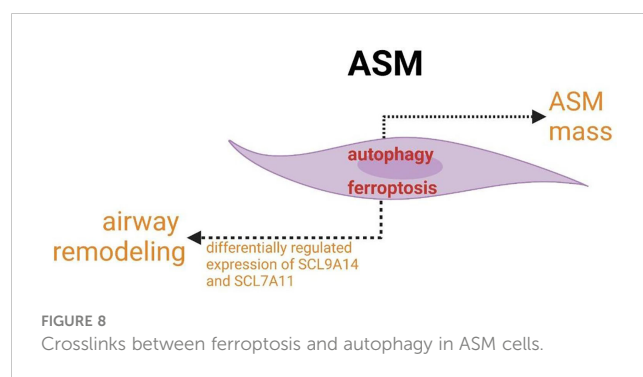 ASM
ASM
mass
autophagy
ferroptosis
airway
remodeling
differentially regulated
expression of SCL9A14
and SCL7A11
FIGURE 8
Crosslinks between ferroptosis and autophagy in ASM cells.